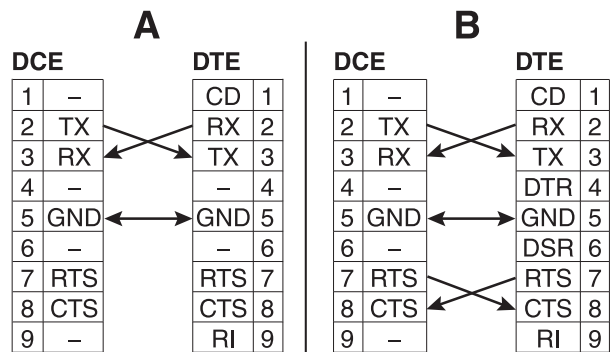 A B
DCE DTE DCE DTE
1 – CD 1 1 – CD 1
2 TX RX 2 2 TX RX 2
3 RX TX 3 3 RX TX 3
4 – – 4 4 – DTR 4
5 GND GND 5 5 GND GND 5
6 – – 6 6 – DSR 6
7 RTS RTS 7 7 RTS RTS 7
8 CTS CTS 8 8 CTS CTS 8
9 – RI 9 9 – RI 9